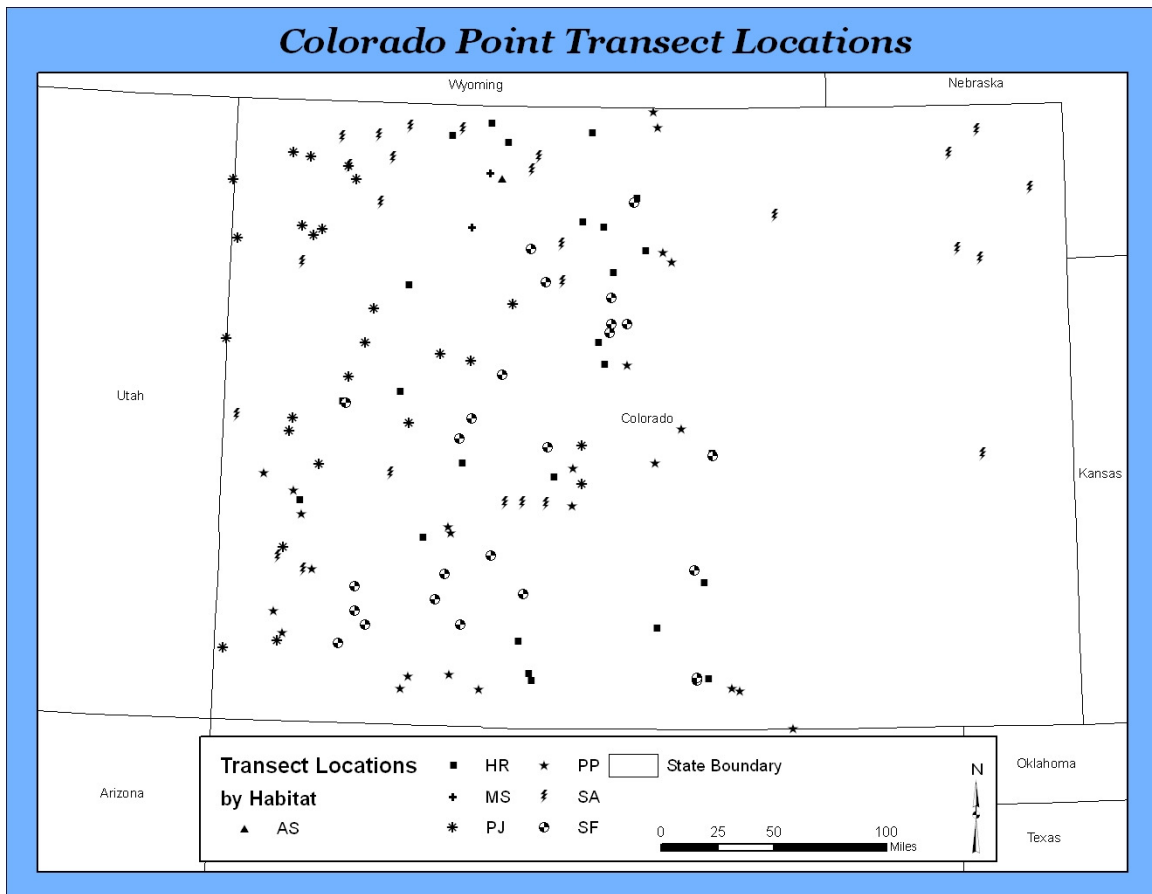 Colorado Point Transect Locations
Wyoming
Nebraska
Utah
Colorado
Kansas
Arizona
Oklahoma
Texas
Transect Locations
by Habitat
AS
HR
MS
PJ
PP
SA
SF
State Boundary
N
0 25 50 100
Miles